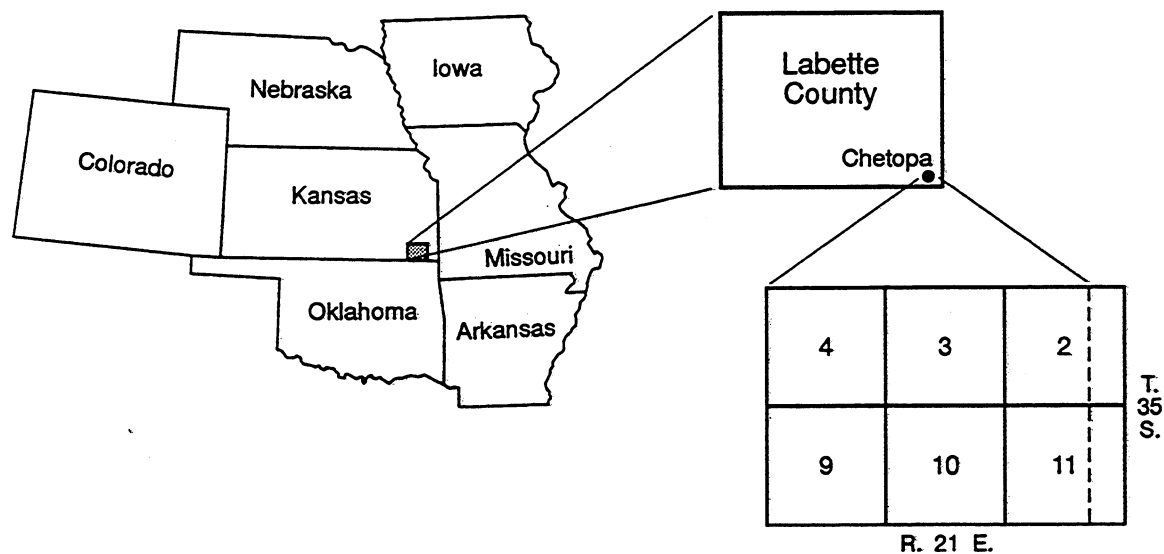 Nebraska
Iowa
Colorado
Kansas
Missouri
Oklahoma
Arkansas
Labette
County
Chetopa
4
3
2
9
10
11
T.
35
S.
R. 21 E.